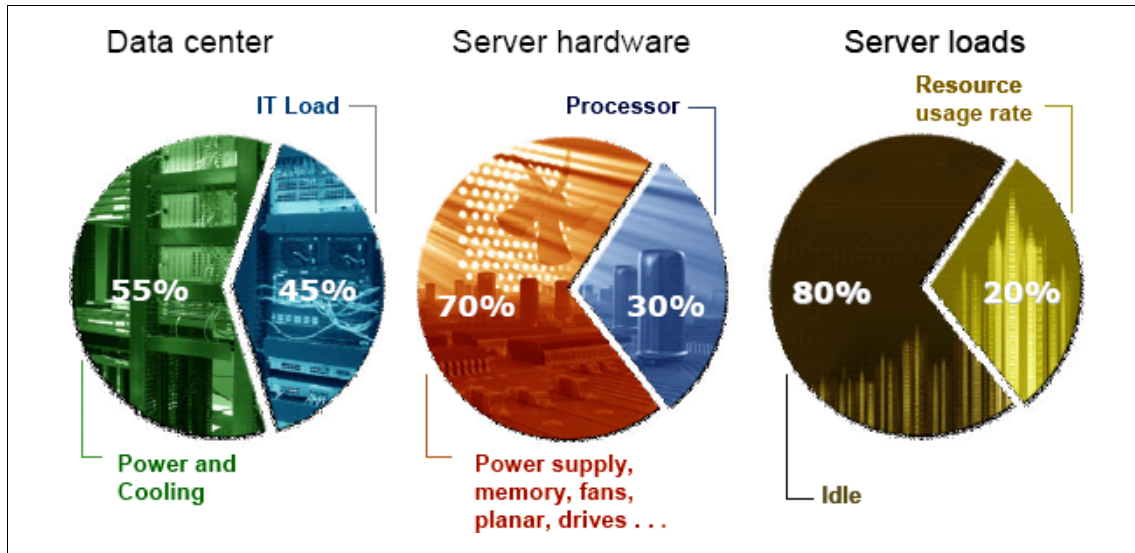 Data center
Server hardware
Server loads
IT Load
Processor
Resource
usage rate
55%
45%
70%
30%
80%
20%
Power and
Cooling
Power supply,
memory, fans,
planar, drives . . .
Idle